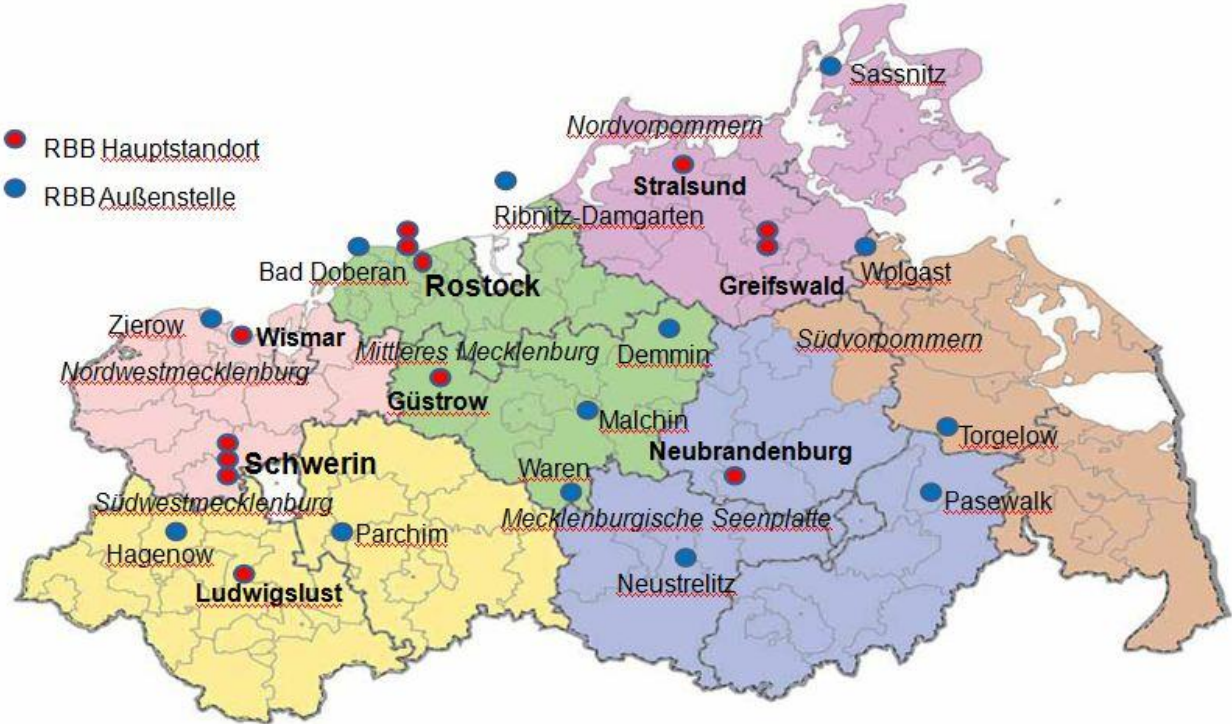 Sassnitz
Nordvorpommern
RBB Hauptstandort
Stralsund
RBB Außenstelle
Ribnitz-Damgarten
Bad Doberan
Rostock
Greifswald
Wolgast
Zierow
Wismar
Mittleres Mecklenburg
Demmin
Südvorpommern
Nordwestmecklenburg
Güstrow
Malchin
Torgelow
Neubrandenburg
Schwerin
Waren
Südwestmecklenburg
Pasewalk
Mecklenburgische Seenplatte
Parchim
Hagenow
Neustrelitz
Ludwigslust